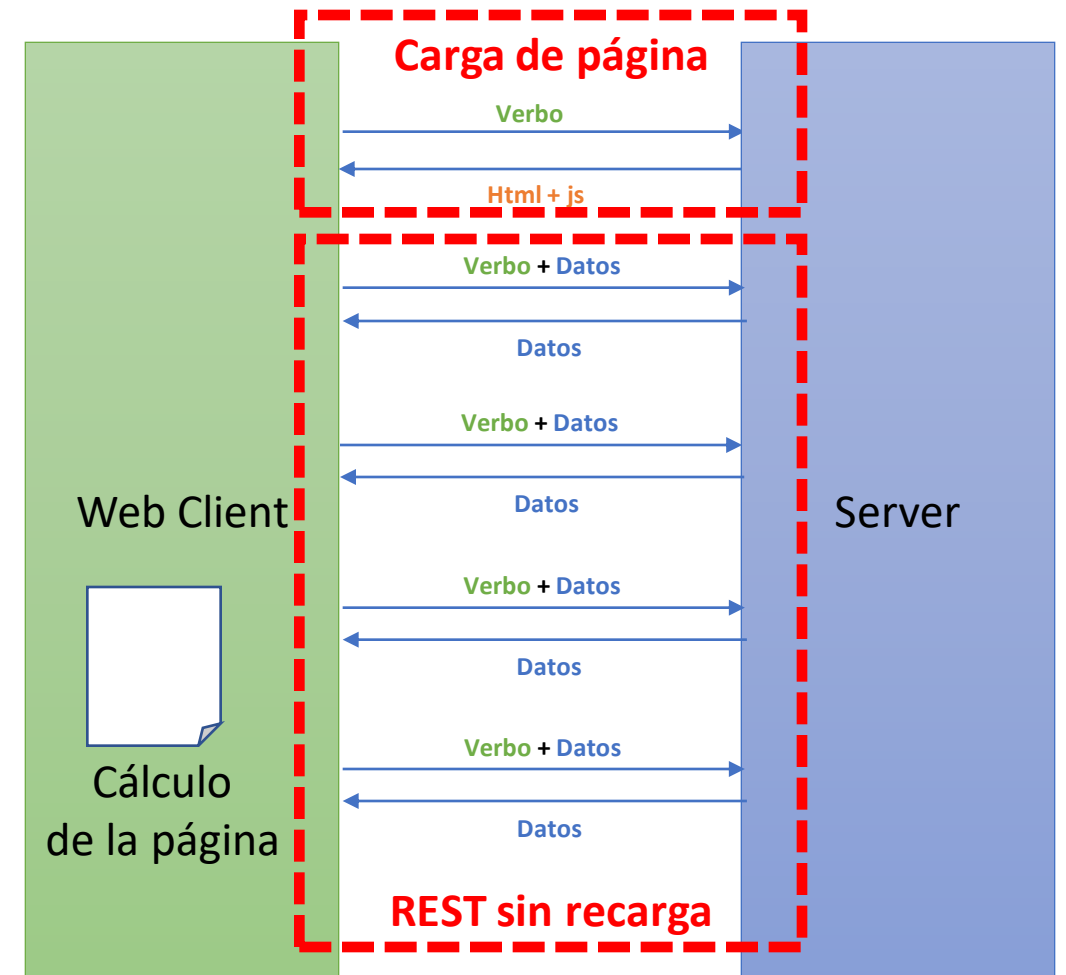 Carga de página
Verbo
Html + js
Verbo + Datos
Datos
Verbo + Datos
Datos
Web Client
Server
Verbo + Datos
Datos
Verbo + Datos
Cálculo
de la página
Datos
REST sin recarga